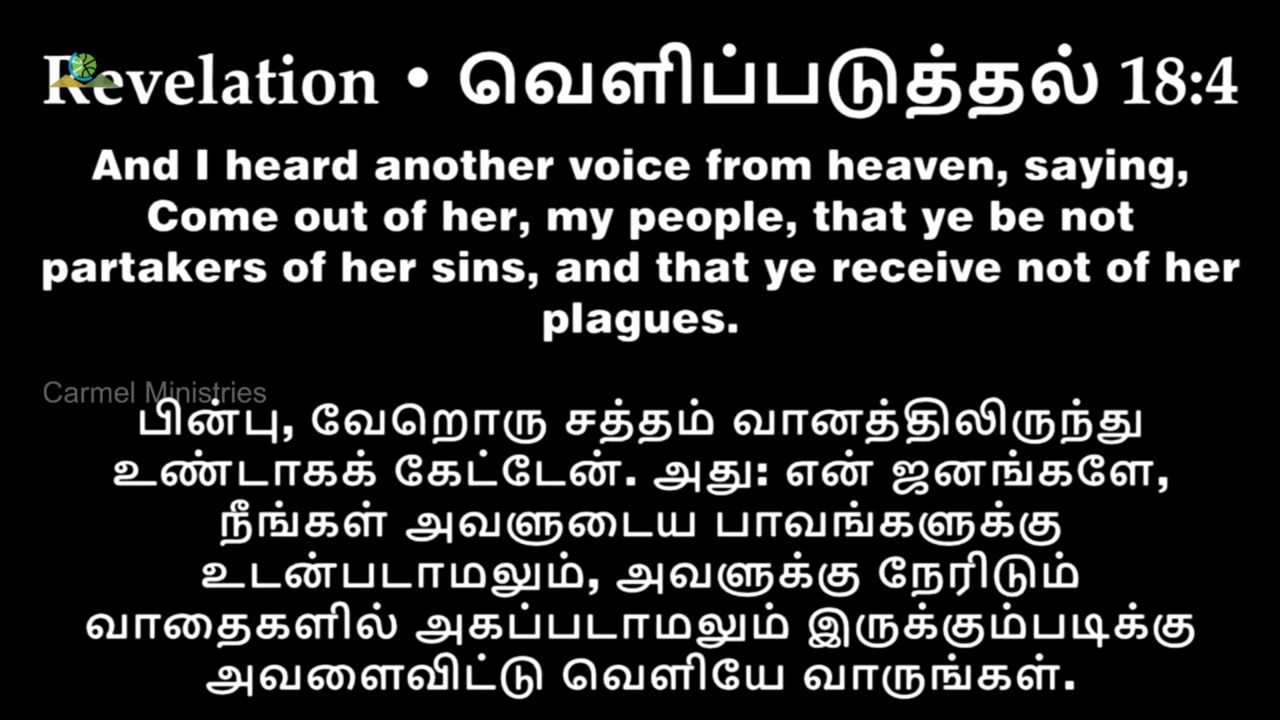 Revelation • வெளிப்படுத்தல் 18:4
And I heard another voice from heaven, saying,
Come out of her, my people, that ye be not
partakers of her sins, and that ye receive not of her
plagues.
Carmel Ministries
பின்பு, வேறொரு சத்தம் வானத்திலிருந்து
உண்டாகக் கேட்டேன். அது: என் ஜனங்களே,
நீங்கள் அவளுடைய பாவங்களுக்கு
உடன்படாமலும், அவளுக்கு நேரிடும்
வாதைகளில் அகப்படாமலும் இருக்கும்படிக்கு
அவளைவிட்டு வெளியே வாருங்கள்.